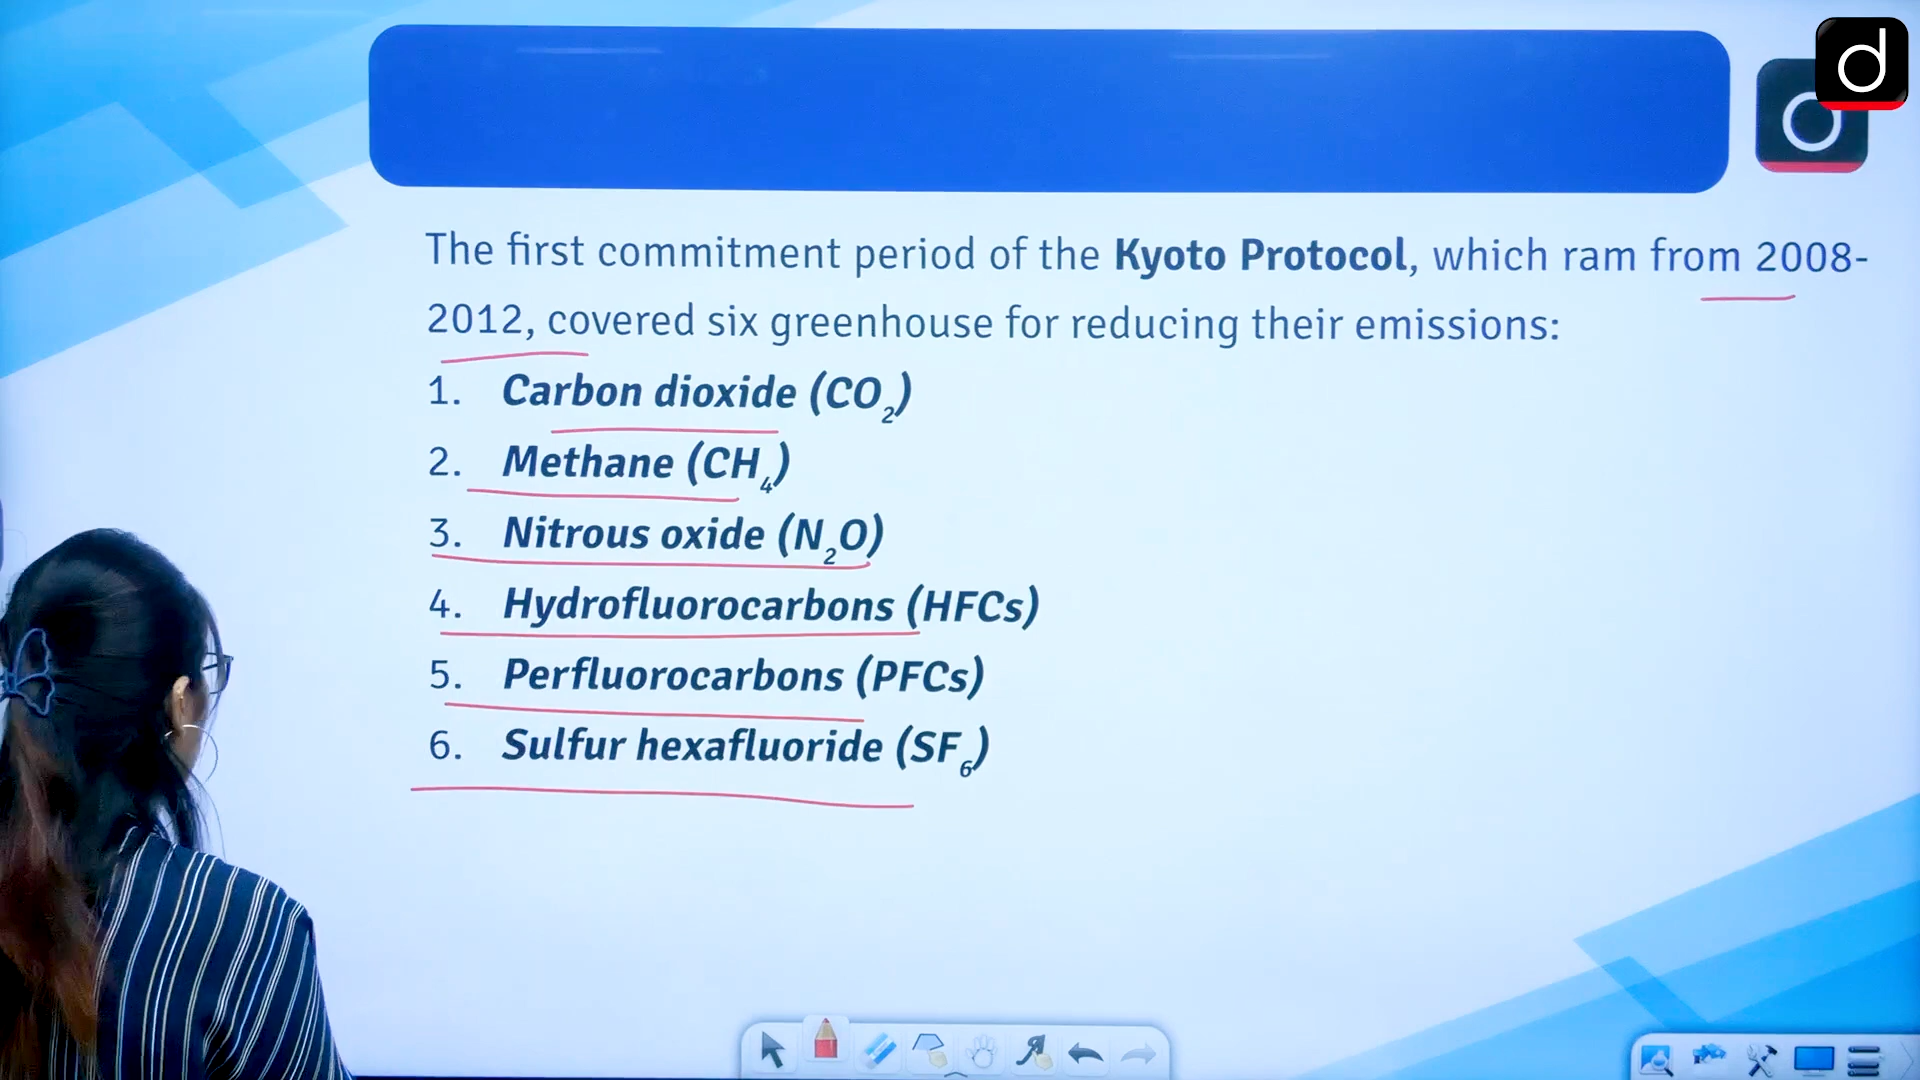 d
The first commitment period of the Kyoto Protocol, which ram from 2008-
2012, covered six greenhouse for reducing their emissions:
1. Carbon dioxide (CO₂)
2. Methane (CH₄)
3. Nitrous oxide (N₂O)
4. Hydrofluorocarbons (HFCs)
5. Perfluorocarbons (PFCs)
6. Sulfur hexafluoride (SF₆)